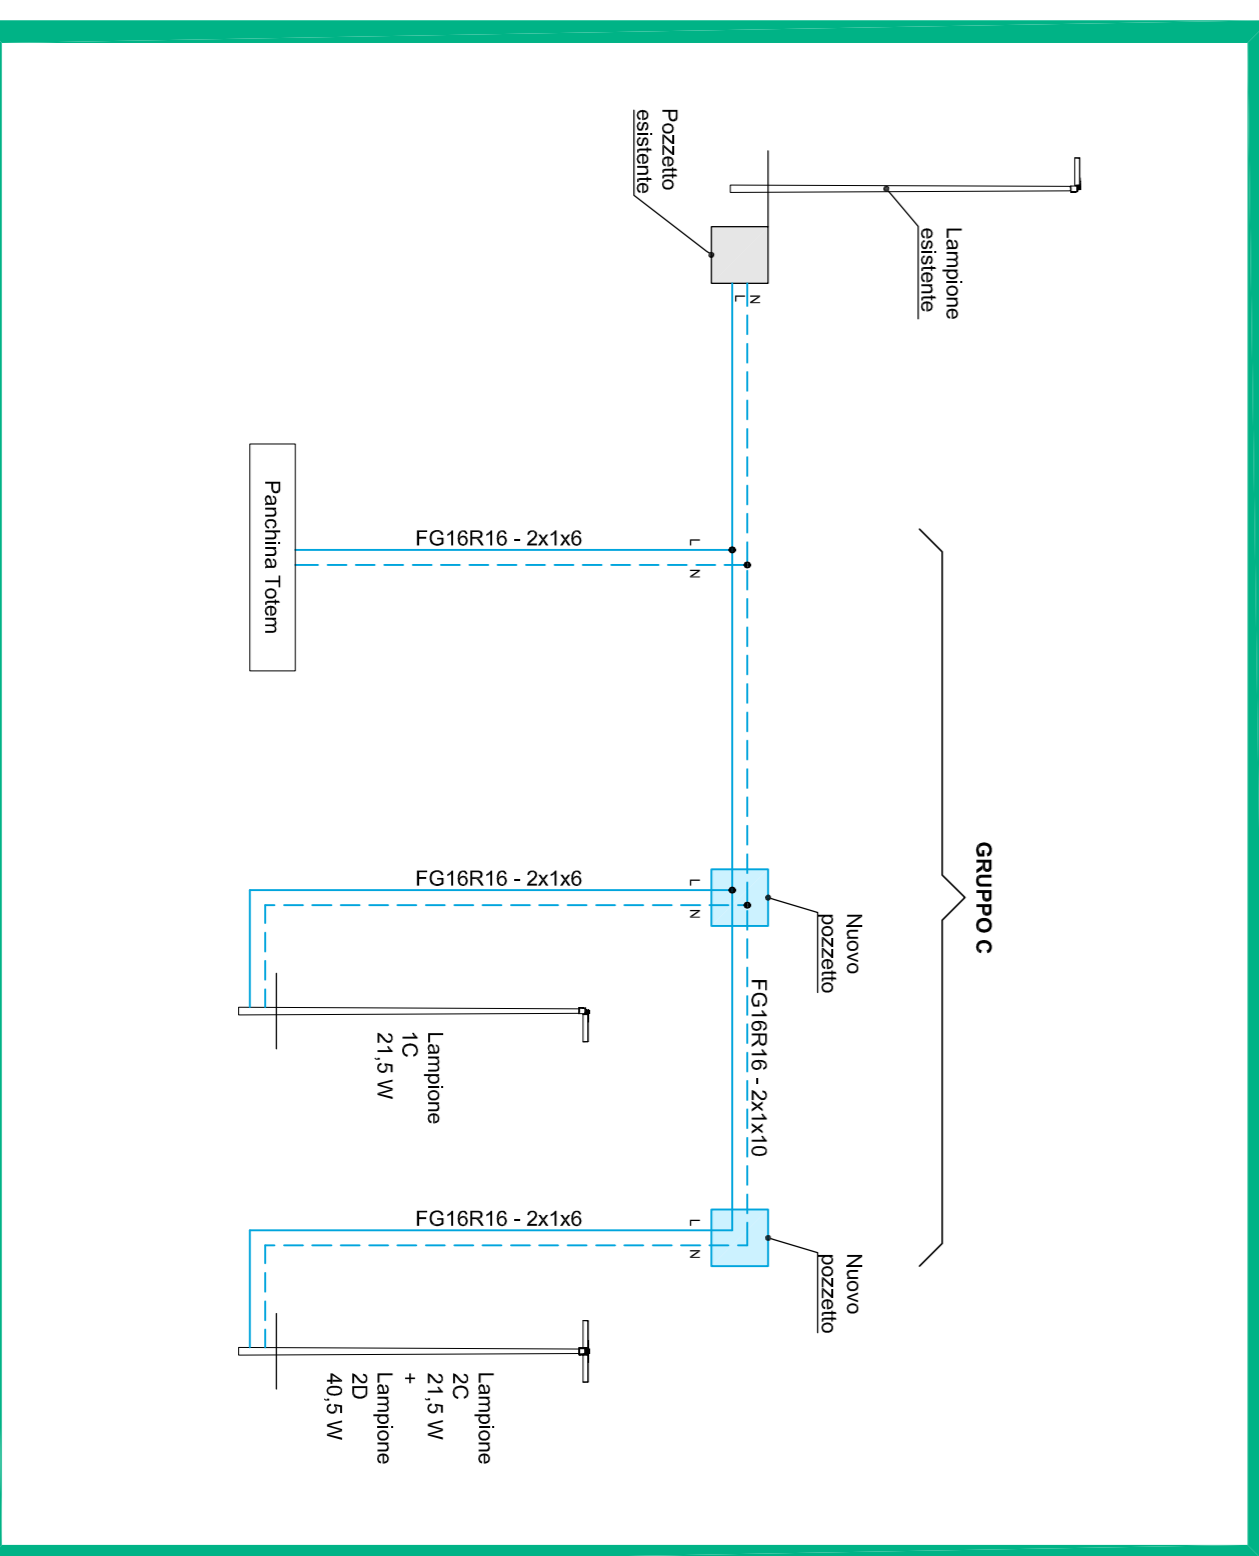 Lampione
esistente
Pozzetto
esistente
N
L
GRUPPO C
FG16R16 - 2x1x6
L
N
Panchina Totem
Nuovo
pozzetto
FG16R16 - 2x1x6
L
N
FG16R16 - 2x1x10
Lampione
1C
21,5 W
Nuovo
pozzetto
FG16R16 - 2x1x6
L
N
Lampione
2C
21,5 W
+
Lampione
2D
40,5 W